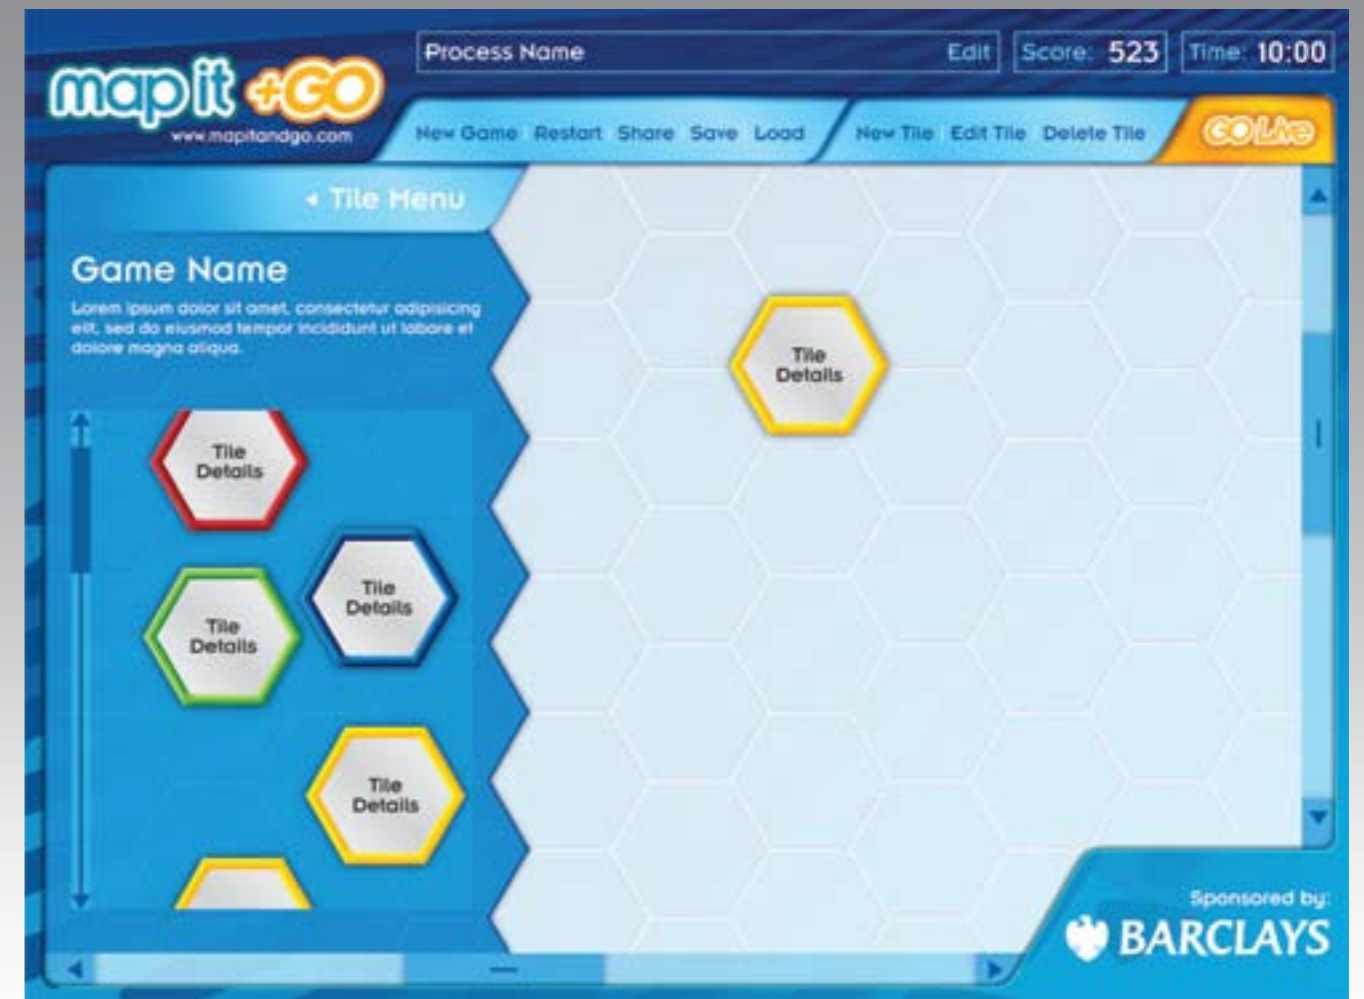 map it +GO
www.mapitandgo.com
Process Name Edit
Score: 523
Time: 10:00
New Game Restart Share Save Load
New Tile Edit Tile Delete Tile
GO Live
Tile Menu
Game Name
Lorem ipsum dolor sit amet, consectetur adipisicing
elit, sed do eiusmod tempor incididunt ut labore et
dolore magna aliqua.
Tile
Details
Tile
Details
Tile
Details
Tile
Details
Tile
Details
Sponsored by:
BARCLAYS